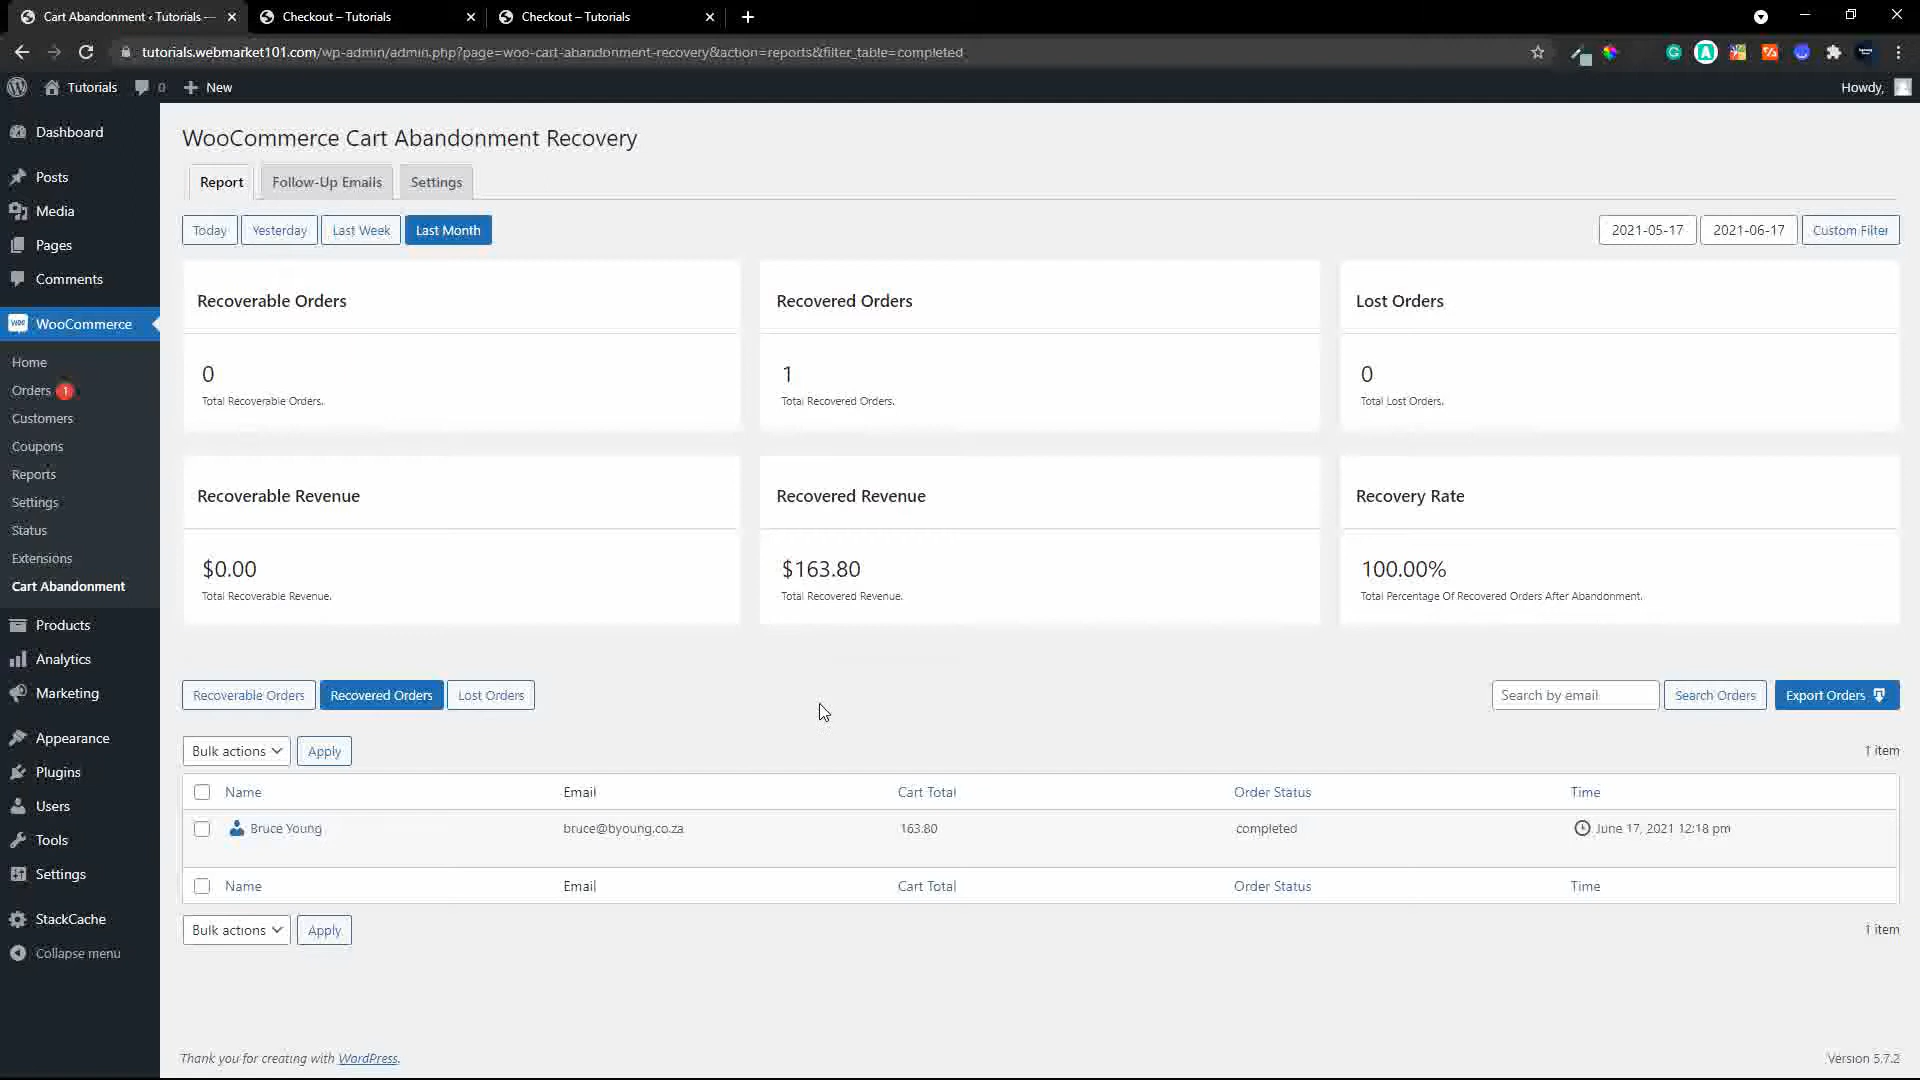 Cart Abandonment ‹ Tutorials —
Checkout – Tutorials
Checkout – Tutorials
tutorials.webmarket101.com/wp-admin/admin.php?page=woo-cart-abandonment-recovery&action=reports&filter_table=completed
Tutorials
0
New
Howdy,
Dashboard
Posts
Media
Pages
Comments
WooCommerce
Home
Orders 1
Customers
Coupons
Reports
Settings
Status
Extensions
Cart Abandonment
Products
Analytics
Marketing
Appearance
Plugins
Users
Tools
Settings
StackCache
Collapse menu
WooCommerce Cart Abandonment Recovery
Report
Follow-Up Emails
Settings
Today
Yesterday
Last Week
Last Month
2021-05-17
2021-06-17
Custom Filter
Recoverable Orders
0
Total Recoverable Orders.
Recovered Orders
1
Total Recovered Orders.
Lost Orders
0
Total Lost Orders.
Recoverable Revenue
$0.00
Total Recoverable Revenue.
Recovered Revenue
$163.80
Total Recovered Revenue.
Recovery Rate
100.00%
Total Percentage Of Recovered Orders After Abandonment.
Recoverable Orders
Recovered Orders
Lost Orders
Search by email
Search Orders
Export Orders
Bulk actions
Apply
1 item
Name Email Cart Total Order Status Time
Bruce Young bruce@byoung.co.za 163.80 completed June 17, 2021 12:18 pm
Name Email Cart Total Order Status Time
Bulk actions
Apply
1 item
Thank you for creating with WordPress.
Version 5.7.2